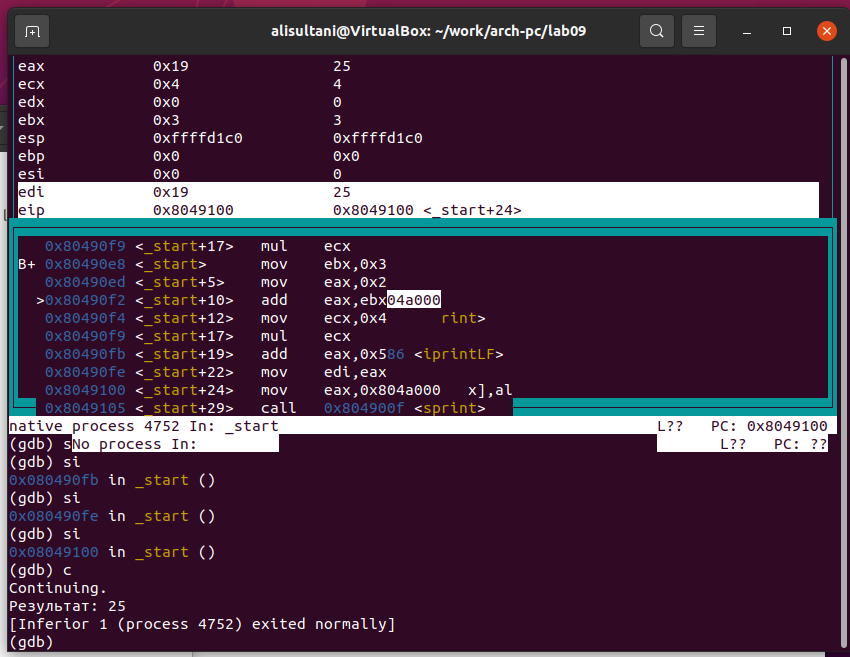 alisultani@VirtualBox: ~/work/arch-pc/lab09
eax 0x19 25
ecx 0x4 4
edx 0x0 0
ebx 0x3 3
esp 0xffffd1c0 0xffffd1c0
ebp 0x0 0x0
esi 0x0 0
edi 0x19 25
eip 0x8049100 0x8049100 <_start+24>
0x80490f9 <_start+17> mul ecx
B+ 0x80490e8 <_start> mov ebx,0x3
0x80490ed <_start+5> mov eax,0x2
>0x80490f2 <_start+10> add eax,ebx04a000
0x80490f4 <_start+12> mov ecx,0x4 rint>
0x80490f9 <_start+17> mul ecx
0x80490fb <_start+19> add eax,0x586 <iprintLF>
0x80490fe <_start+22> mov edi,eax
0x8049100 <_start+24> mov eax,0x804a000 x],al
0x8049105 <_start+29> call 0x804900f <sprint>
native process 4752 In: _start L?? PC: 0x8049100
(gdb) sNo process In: L?? PC: ??
(gdb) si
0x080490fb in _start ()
(gdb) si
0x080490fe in _start ()
(gdb) si
0x08049100 in _start ()
(gdb) c
Continuing.
Результат: 25
[Inferior 1 (process 4752) exited normally]
(gdb)